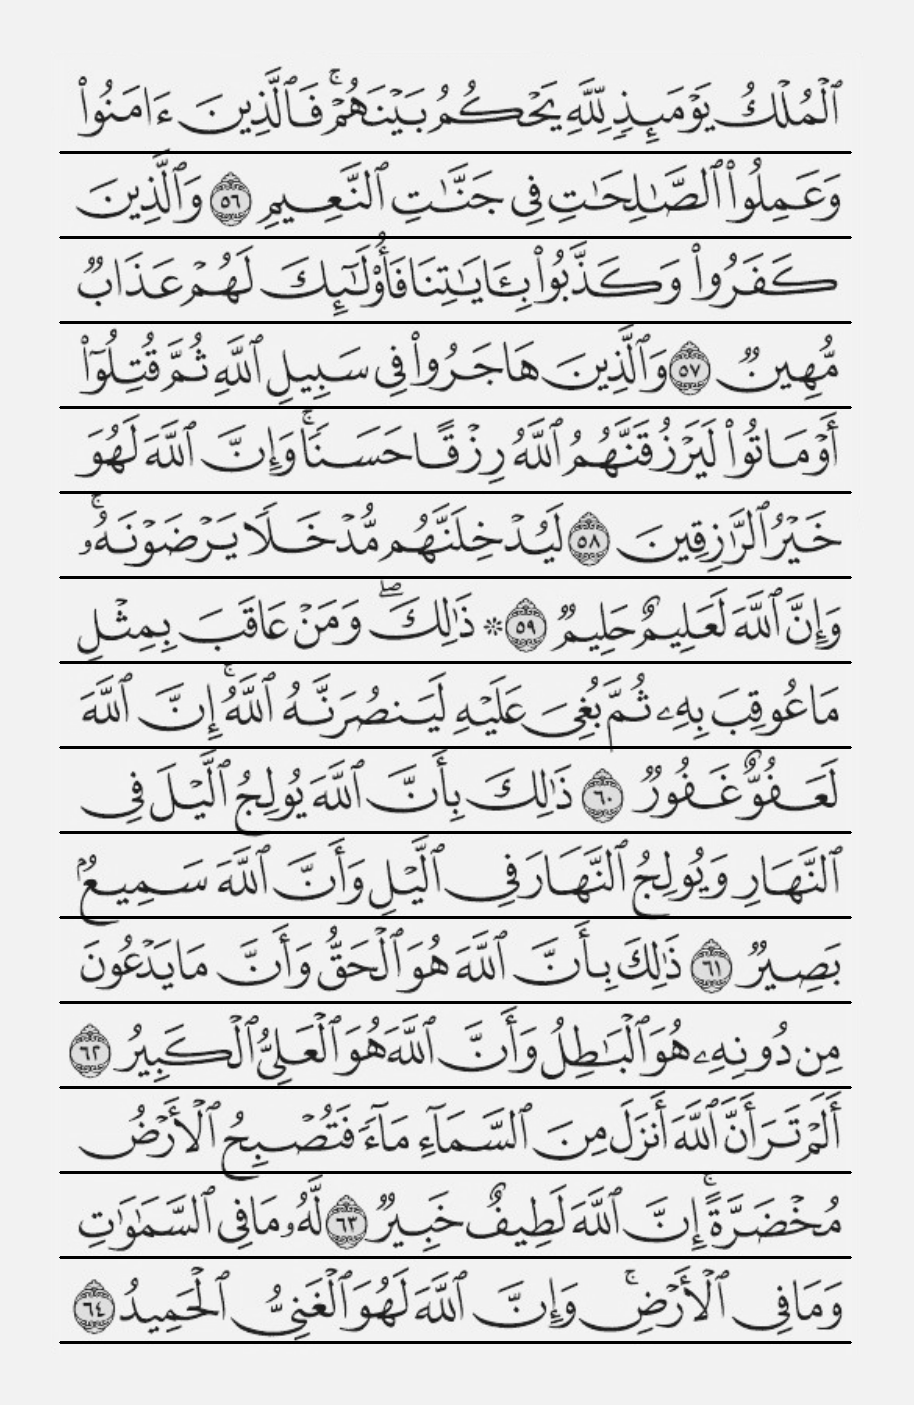 ٱلْمُلْكُ يَوْمَئِذٍ لِّلَّهِ يَحْكُمُ بَيْنَهُمْ ۚ فَٱلَّذِينَ ءَامَنُوا۟
وَعَمِلُوا۟ ٱلصَّـٰلِحَـٰتِ فِى جَنَّـٰتِ ٱلنَّعِيمِ ٥٦ وَٱلَّذِينَ
كَفَرُوا۟ وَكَذَّبُوا۟ بِـَٔايَـٰتِنَا فَأُو۟لَـٰٓئِكَ لَهُمْ عَذَابٌ
مُّهِينٌ ٥٧ وَٱلَّذِينَ هَاجَرُوا۟ فِى سَبِيلِ ٱللَّهِ ثُمَّ قُتِلُوٓا۟
أَوْ مَاتُوا۟ لَيَرْزُقَنَّهُمُ ٱللَّهُ رِزْقًا حَسَنًا ۚ وَإِنَّ ٱللَّهَ لَهُوَ
خَيْرُ ٱلرَّٰزِقِينَ ٥٨ لَيُدْخِلَنَّهُم مُّدْخَلًا يَرْضَوْنَهُۥ ۗ
وَإِنَّ ٱللَّهَ لَعَلِيمٌ حَلِيمٌ ٥٩ * ذَٰلِكَ ۖ وَمَنْ عَاقَبَ بِمِثْلِ
مَا عُوقِبَ بِهِۦ ثُمَّ بُغِىَ عَلَيْهِ لَيَنصُرَنَّهُ ٱللَّهُ ۚ إِنَّ ٱللَّهَ
لَعَفُوٌّ غَفُورٌ ٦٠ ذَٰلِكَ بِأَنَّ ٱللَّهَ يُولِجُ ٱلَّيْلَ فِى
ٱلنَّهَارِ وَيُولِجُ ٱلنَّهَارَ فِى ٱلَّيْلِ وَأَنَّ ٱللَّهَ سَمِيعٌۢ
بَصِيرٌ ٦١ ذَٰلِكَ بِأَنَّ ٱللَّهَ هُوَ ٱلْحَقُّ وَأَنَّ مَا يَدْعُونَ
مِن دُونِهِۦ هُوَ ٱلْبَـٰطِلُ وَأَنَّ ٱللَّهَ هُوَ ٱلْعَلِىُّ ٱلْكَبِيرُ ٦٢
أَلَمْ تَرَ أَنَّ ٱللَّهَ أَنزَلَ مِنَ ٱلسَّمَآءِ مَآءً فَتُصْبِحُ ٱلْأَرْضُ
مُخْضَرَّةً ۗ إِنَّ ٱللَّهَ لَطِيفٌ خَبِيرٌ ٦٣ لَّهُۥ مَا فِى ٱلسَّمَـٰوَٰتِ
وَمَا فِى ٱلْأَرْضِ ۗ وَإِنَّ ٱللَّهَ لَهُوَ ٱلْغَنِىُّ ٱلْحَمِيدُ ٦٤